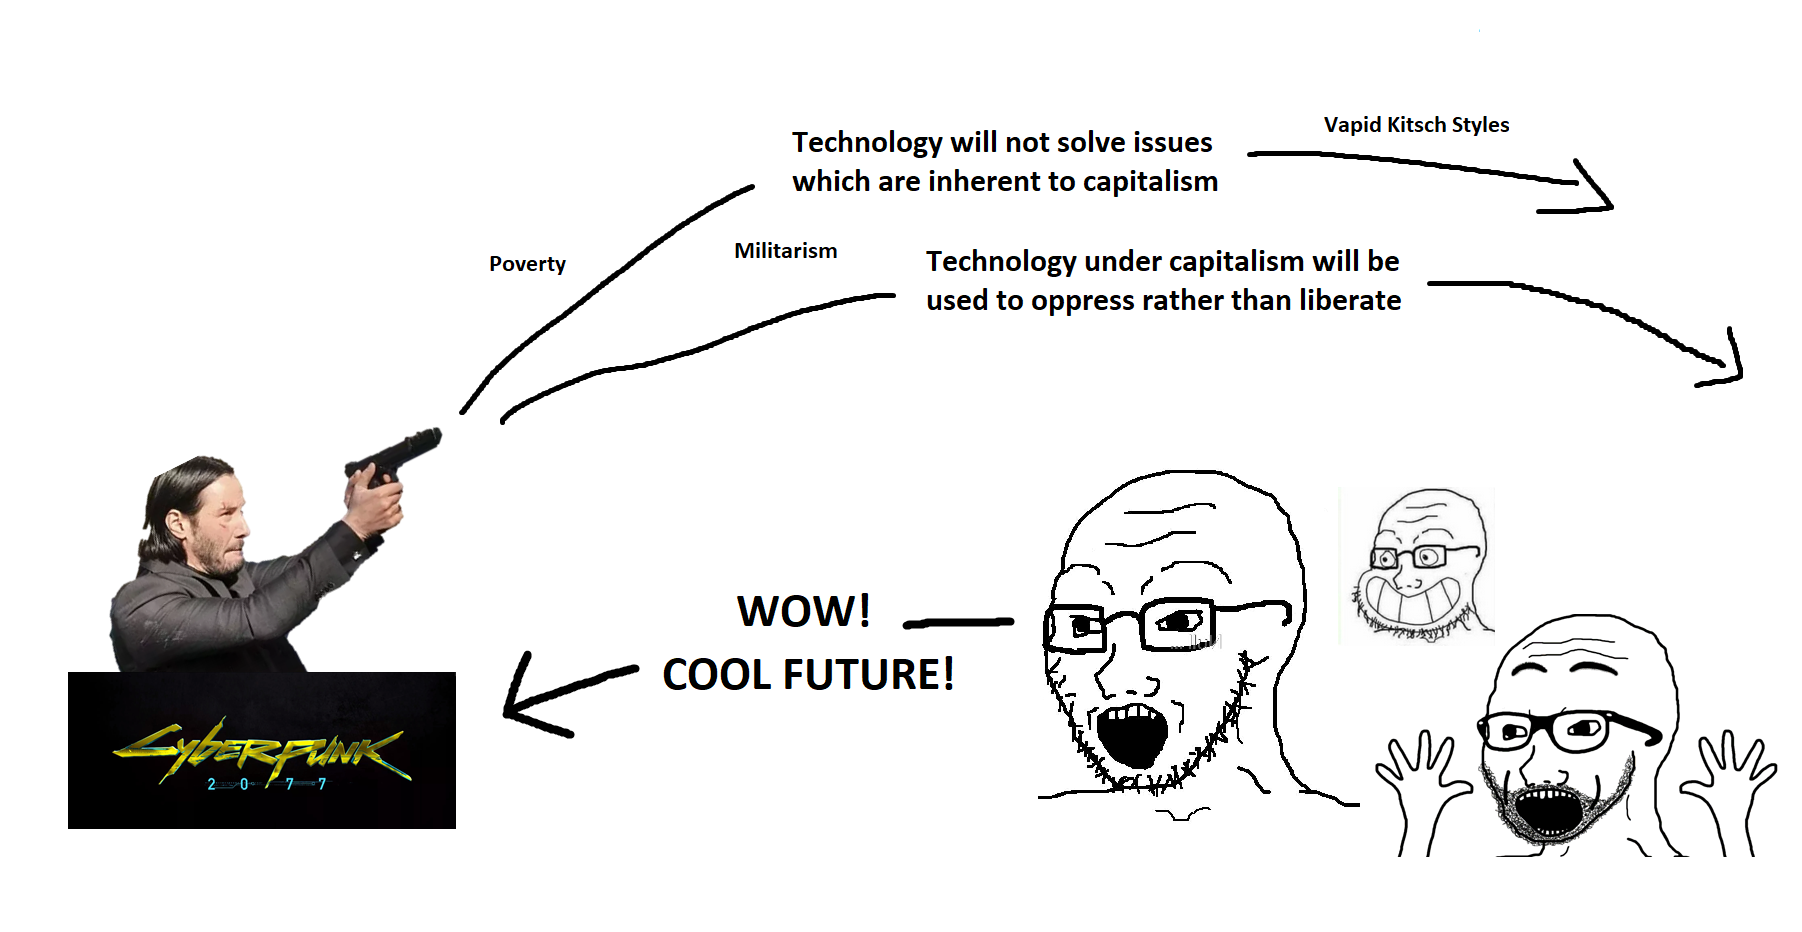 Vapid Kitsch Styles
Technology will not solve issues
which are inherent to capitalism
Poverty
Militarism
Technology under capitalism will be
used to oppress rather than liberate
WOW!
COOL FUTURE!
CYBERPUNK
2077